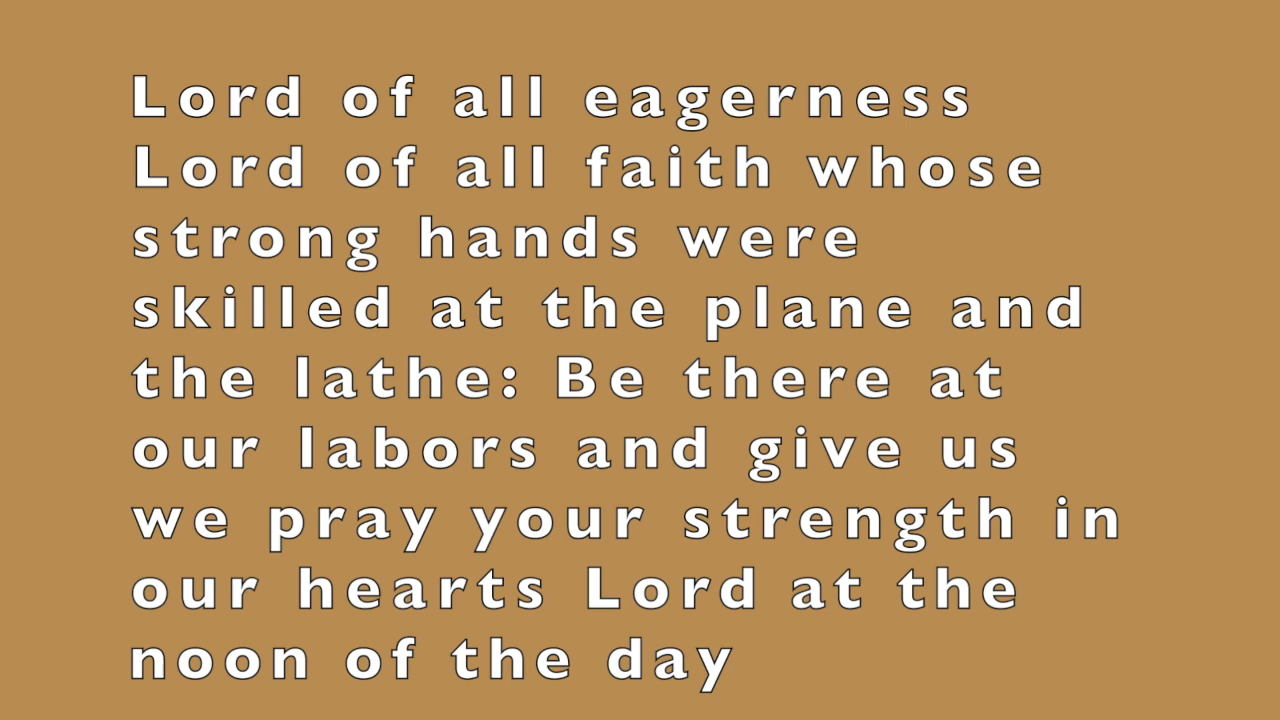 Lord of all eagerness
Lord of all faith whose
strong hands were
skilled at the plane and
the lathe: Be there at
our labors and give us
we pray your strength in
our hearts Lord at the
noon of the day